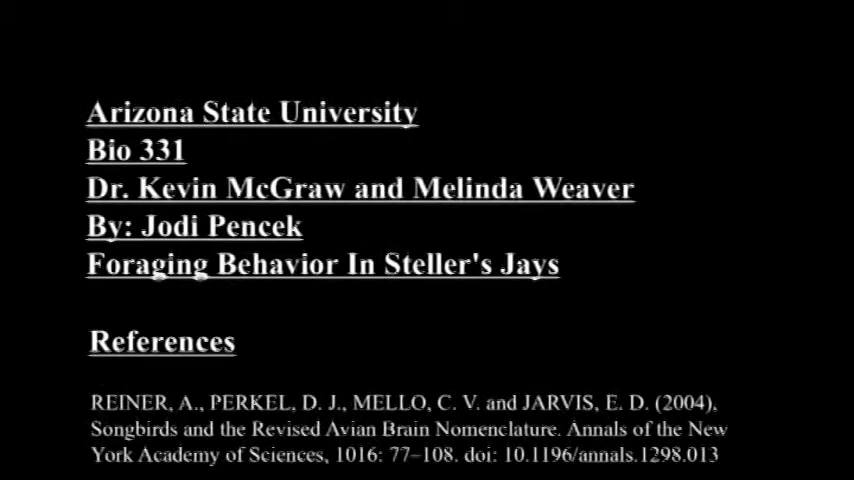 Arizona State University
Bio 331
Dr. Kevin McGraw and Melinda Weaver
By: Jodi Pencek
Foraging Behavior In Steller's Jays
References
REINER, A., PERKEL, D. J., MELLO, C. V. and JARVIS, E. D. (2004),
Songbirds and the Revised Avian Brain Nomenclature. Annals of the New
York Academy of Sciences, 1016: 77–108. doi: 10.1196/annals.1298.013